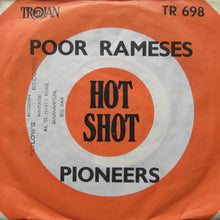 TROJAN
TR 698
POOR RAMESES
HOT
SHOT
PIONEERS